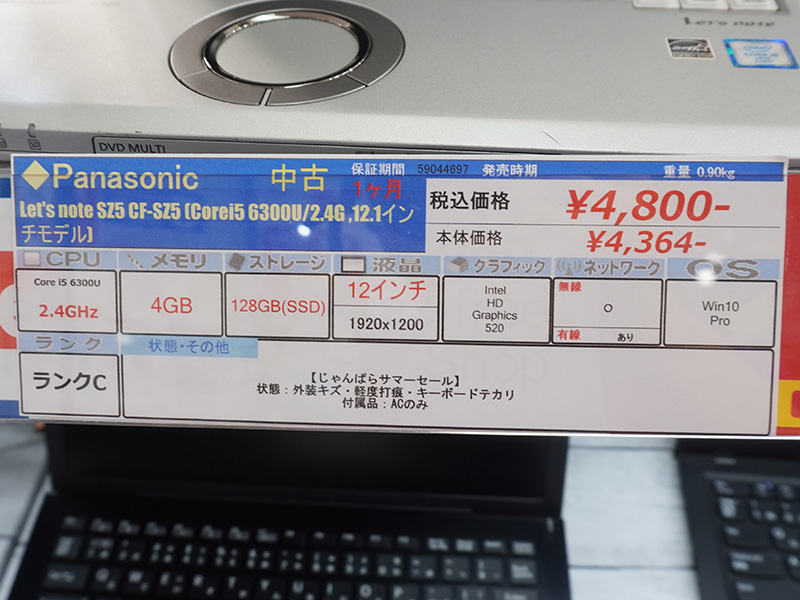 Let's note
DVD MULTI
Panasonic 中古 保証期間 59044697 発売時期 重量 0.90kg
1ヶ月
Let's note SZ5 CF-SZ5 (Corei5 6300U/2.4G ,12.1イン
チモデル)
税込価格 ¥4,800-
本体価格 ¥4,364-
CPU メモリ ストレージ 液晶 グラフィック ネットワーク OS
Core i5 6300U
2.4GHz
4GB
128GB(SSD)
12インチ
1920x1200
Intel
HD
Graphics
520
無線
○
有線 あり
Win10
Pro
ランク 状態・その他
ランクC
【じゃんぱらサマーセール】
状態：外装キズ・軽度打痕・キーボードテカリ
付属品：ACのみ